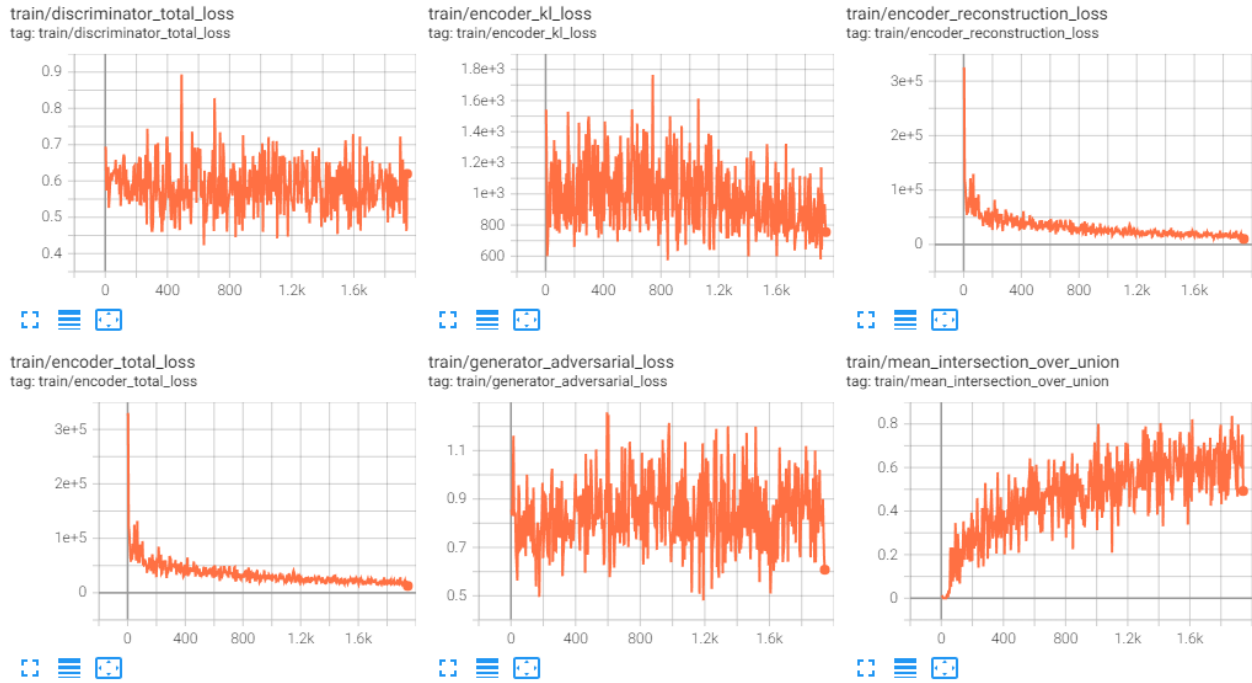 train/discriminator_total_loss
tag: train/discriminator_total_loss
0.9
0.8
0.7
0.6
0.5
0.4
0 400 800 1.2k 1.6k
train/encoder_kl_loss
tag: train/encoder_kl_loss
1.8e+3
1.6e+3
1.4e+3
1.2e+3
1e+3
800
600
0 400 800 1.2k 1.6k
train/encoder_reconstruction_loss
tag: train/encoder_reconstruction_loss
3e+5
2e+5
1e+5
0
0 400 800 1.2k 1.6k
train/encoder_total_loss
tag: train/encoder_total_loss
3e+5
2e+5
1e+5
0
0 400 800 1.2k 1.6k
train/generator_adversarial_loss
tag: train/generator_adversarial_loss
1.1
0.9
0.7
0.5
0 400 800 1.2k 1.6k
train/mean_intersection_over_union
tag: train/mean_intersection_over_union
0.8
0.6
0.4
0.2
0
0 400 800 1.2k 1.6k